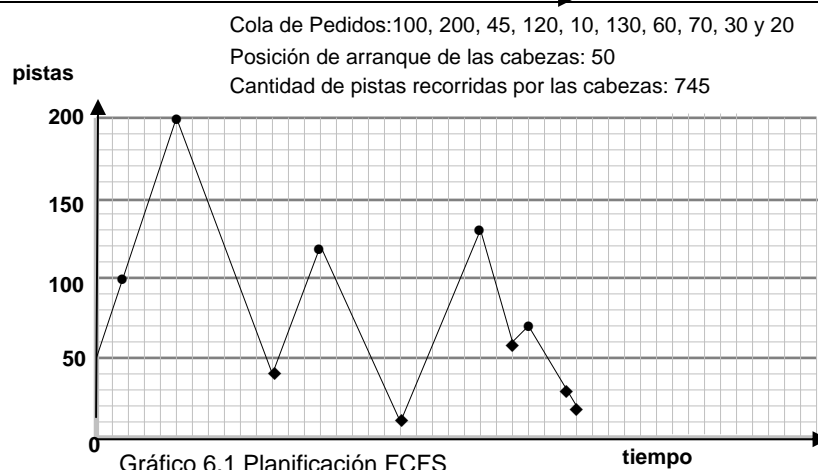 Cola de Pedidos:100, 200, 45, 120, 10, 130, 60, 70, 30 y 20
Posición de arranque de las cabezas: 50
Cantidad de pistas recorridas por las cabezas: 745
pistas
200
150
100
50
0
Gráfico 6.1 Planificación FCFS
tiempo